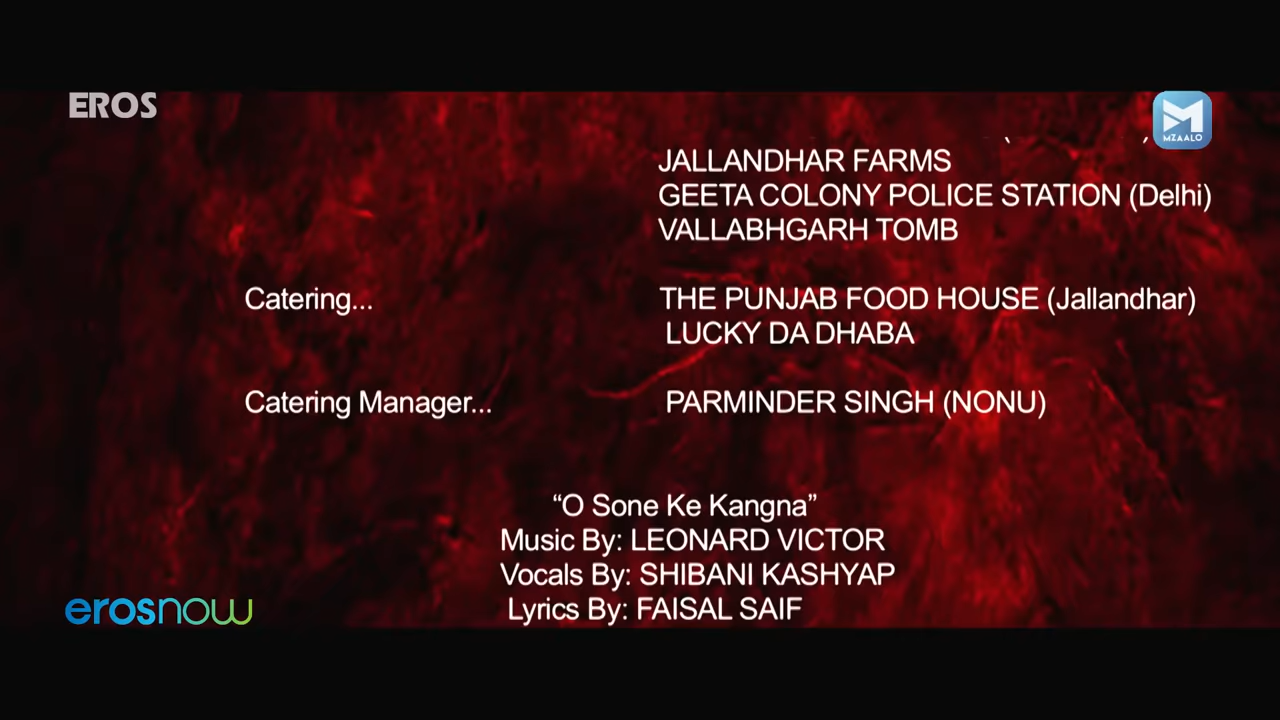 EROS
MZAALO
JALLANDHAR FARMS
GEETA COLONY POLICE STATION (Delhi)
VALLABHGARH TOMB
Catering... THE PUNJAB FOOD HOUSE (Jallandhar)
LUCKY DA DHABA
Catering Manager... PARMINDER SINGH (NONU)
“O Sone Ke Kangna”
Music By: LEONARD VICTOR
Vocals By: SHIBANI KASHYAP
Lyrics By: FAISAL SAIF
erosnow